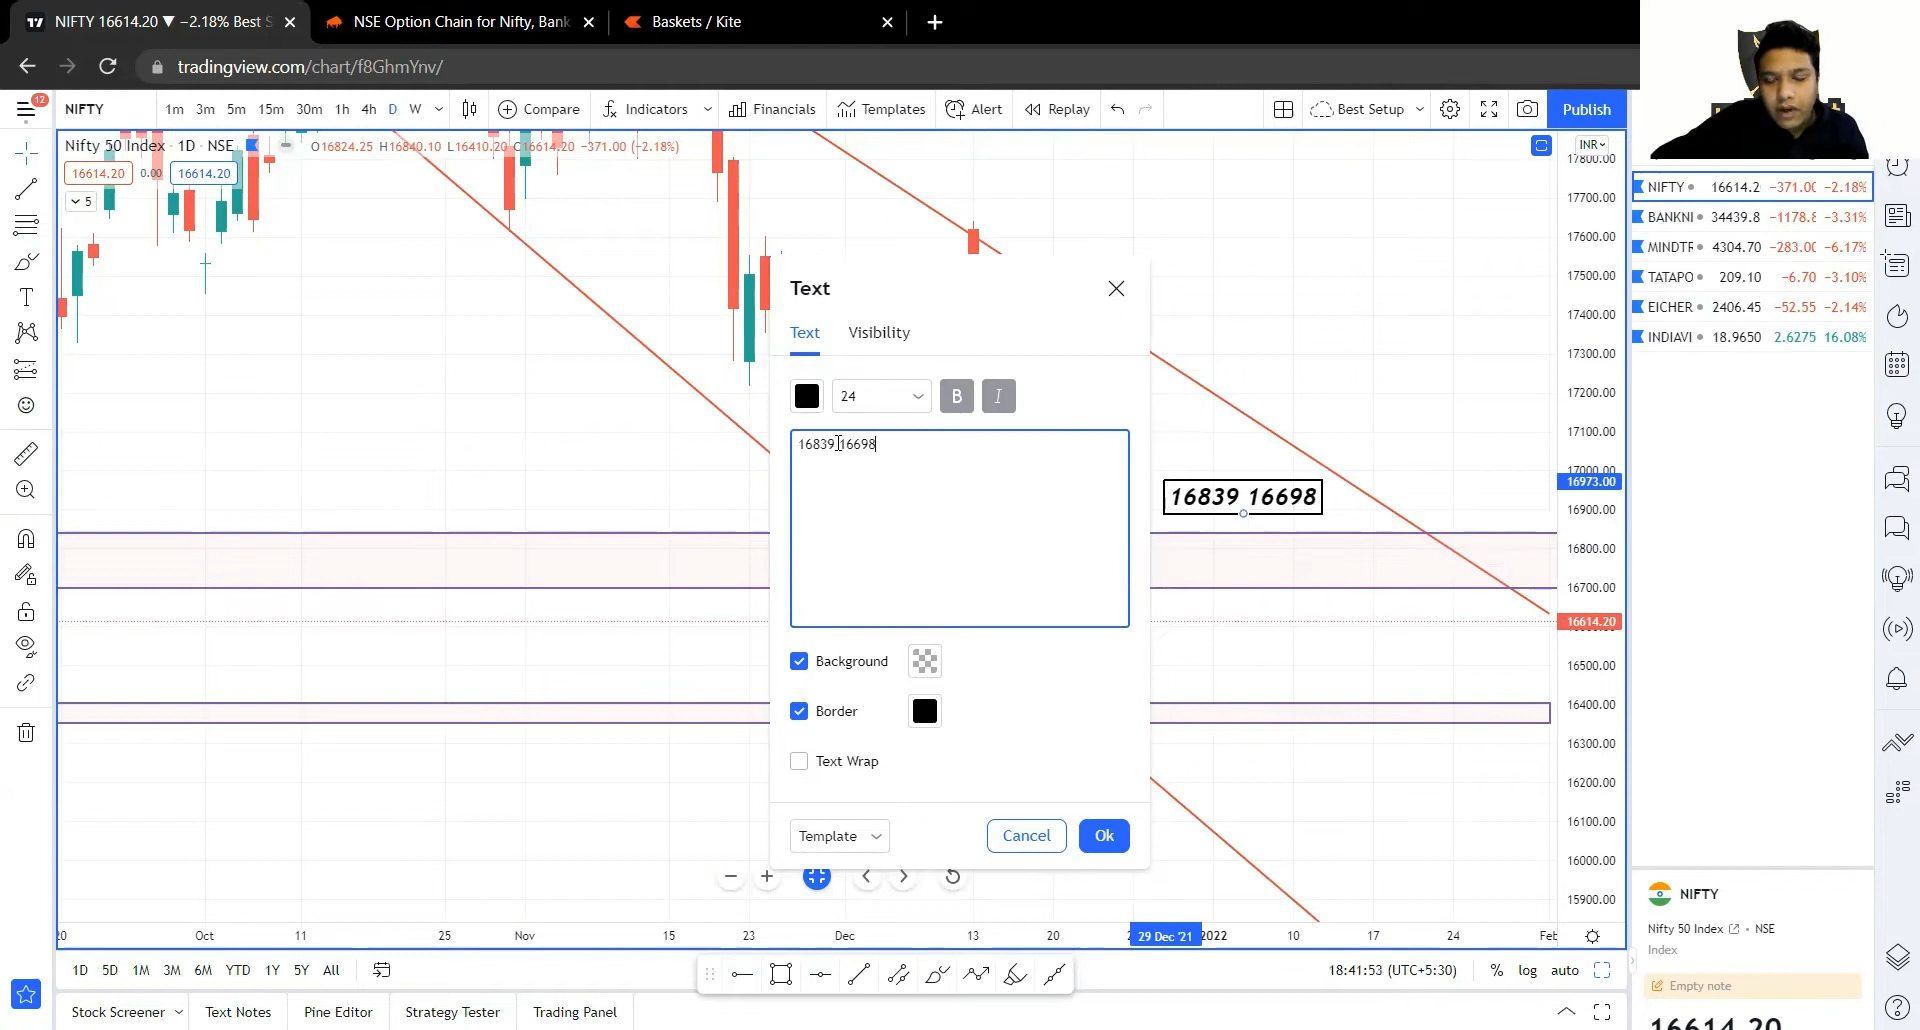 NIFTY 16614.20 ▼ −2.18% Best S
NSE Option Chain for Nifty, Bank
Baskets / Kite
tradingview.com/chart/f8GhmYnv/
12
NIFTY
1m 3m 5m 15m 30m 1h 4h D W
Compare
Indicators
Financials
Templates
Alert
Replay
Best Setup
Publish
Nifty 50 Index · 1D · NSE
O16824.25 H16840.10 L16410.20 C16614.20 −371.00 (−2.18%)
16614.20 0.00 16614.20
5
INR
17800.00
17700.00
17600.00
17500.00
17400.00
17300.00
17200.00
17100.00
17000.00
16973.00
16900.00
16800.00
16700.00
16614.20
16500.00
16400.00
16300.00
16200.00
16100.00
16000.00
15900.00
Text
Text Visibility
24 B I
16839 16698
Background
Border
Text Wrap
Template
Cancel
Ok
16839 16698
20 Oct 11 25 Nov 15 23 Dec 13 20 29 Dec '21 2022 10 17 24 Feb
1D 5D 1M 3M 6M YTD 1Y 5Y All
18:41:53 (UTC+5:30)
% log auto
Stock Screener
Text Notes
Pine Editor
Strategy Tester
Trading Panel
NIFTY 16614.2 −371.00 −2.18%
BANKNI 34439.8 −1178.8 −3.31%
MINDTR 4304.70 −283.00 −6.17%
TATAPO 209.10 −6.70 −3.10%
EICHER 2406.45 −52.55 −2.14%
INDIAVI 18.9650 2.6275 16.08%
NIFTY
Nifty 50 Index • NSE
Index
Empty note
16614.20